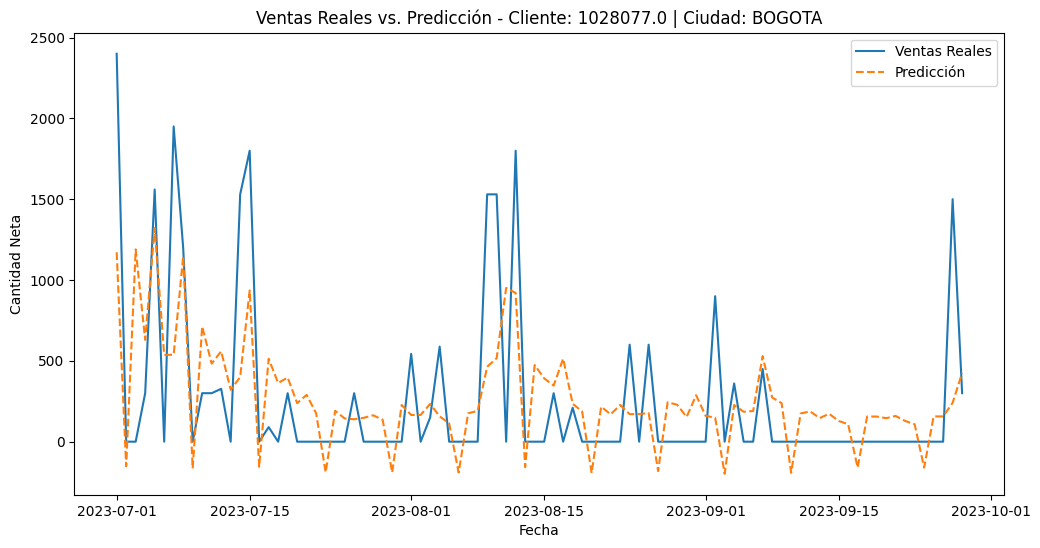 Ventas Reales vs. Predicción - Cliente: 1028077.0 | Ciudad: BOGOTA
Ventas Reales
Predicción
Cantidad Neta
2500
2000
1500
1000
500
0
2023-07-01
2023-07-15
2023-08-01
2023-08-15
2023-09-01
2023-09-15
2023-10-01
Fecha